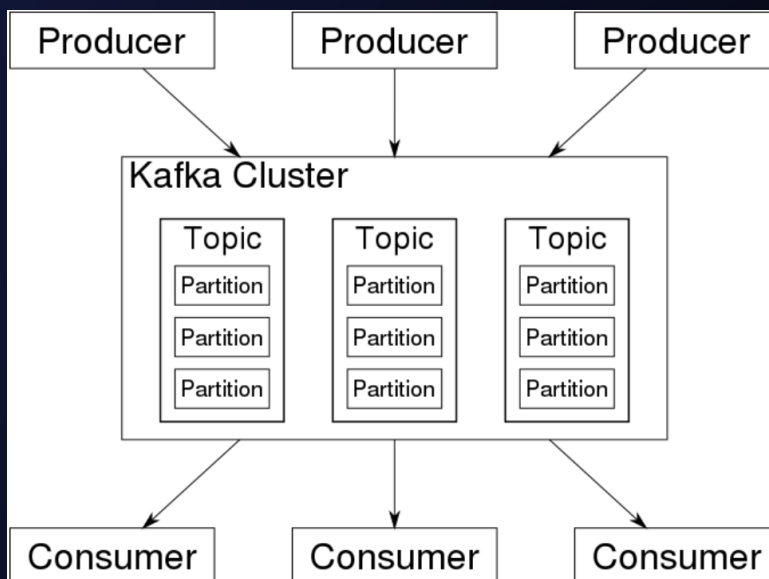 Producer Producer Producer
Kafka Cluster
Topic Topic Topic
Partition Partition Partition
Partition Partition Partition
Partition Partition Partition
Consumer Consumer Consumer